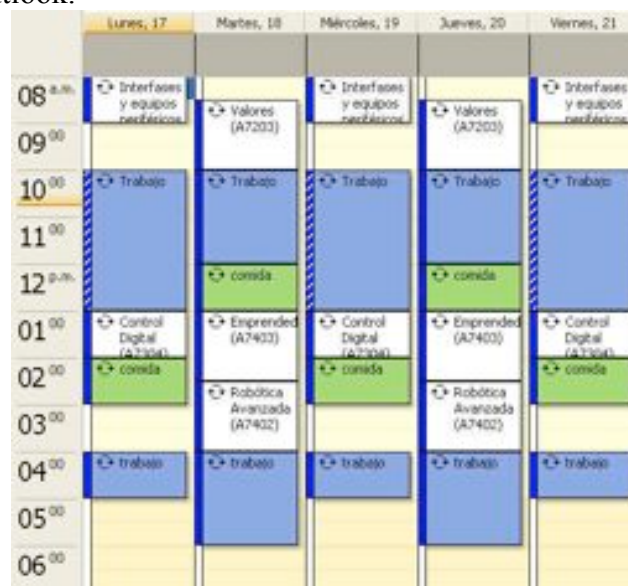 tlook.
Lunes, 17 Martes, 18 Miércoles, 19 Jueves, 20 Viernes, 21
08 a.m.
Interfases
y equipos
periféricos
Valores
(A7203)
Interfases
y equipos
periféricos
Valores
(A7203)
Interfases
y equipos
periféricos
09 00
10 00
Trabajo Trabajo Trabajo Trabajo Trabajo
11 00
12 p.m.
comida comida
01 00
Control
Digital
(A7304)
Emprended
(A7403)
Control
Digital
(A7304)
Emprended
(A7403)
Control
Digital
(A7304)
02 00
comida comida comida
Robótica
Avanzada
(A7402)
Robótica
Avanzada
(A7402)
03 00
04 00
trabajo trabajo trabajo trabajo trabajo
05 00
06 00